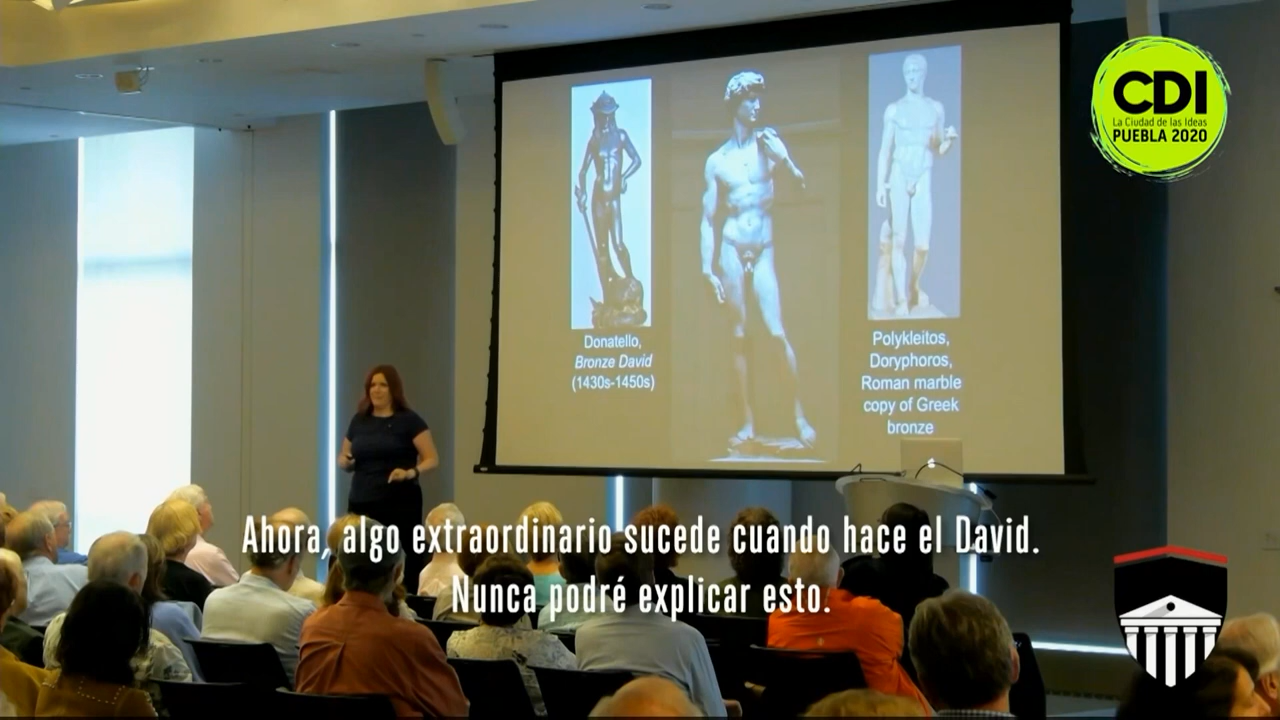 CDI
La Ciudad de las Ideas
PUEBLA 2020
Donatello,
Bronze David
(1430s-1450s)
Polykleitos,
Doryphoros,
Roman marble
copy of Greek
bronze
Ahora, algo extraordinario sucede cuando hace el David.
Nunca podré explicar esto.